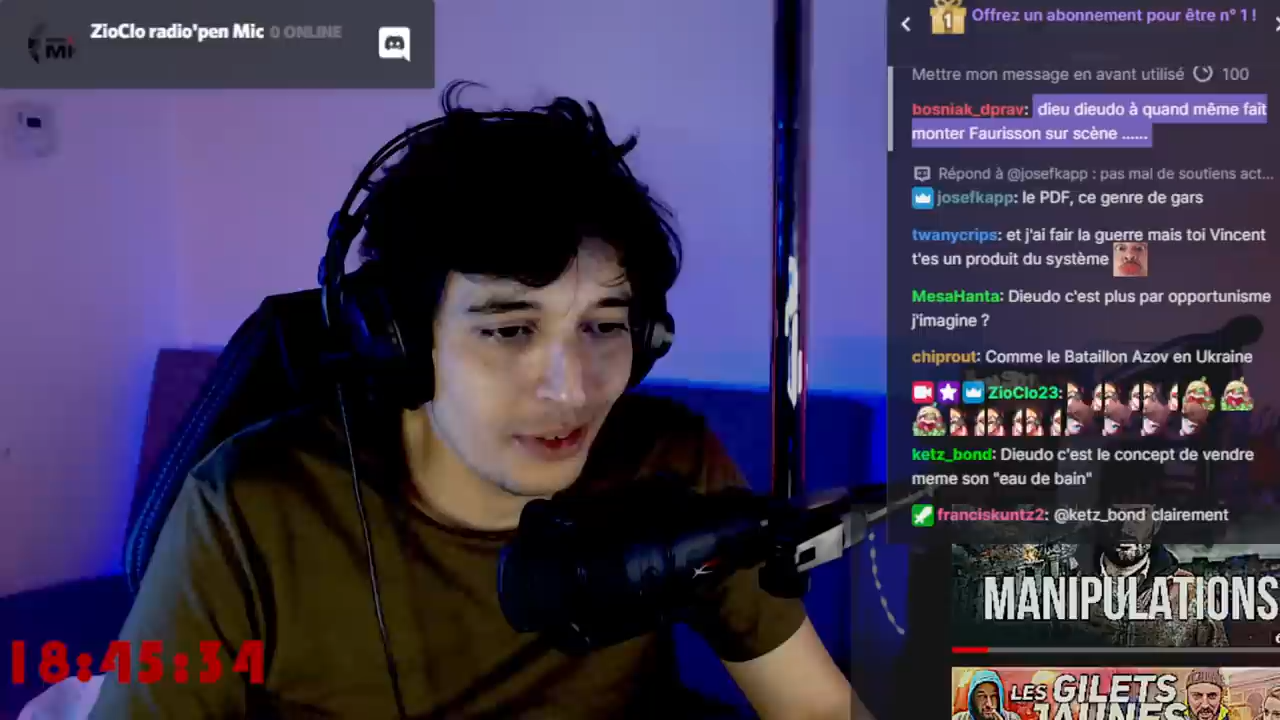 ZioClo radio'pen Mic 0 ONLINE
Offrez un abonnement pour être n° 1 !
1
Mettre mon message en avant utilisé 100
bosniak_dprav: dieu dieudo à quand même fait
monter Faurisson sur scène ......
Répond à @josefkapp : pas mal de soutiens act...
josefkapp: le PDF, ce genre de gars
twanycrips: et j'ai fair la guerre mais toi Vincent
t'es un produit du système
MesaHanta: Dieudo c'est plus par opportunisme
j'imagine ?
chiprout: Comme le Bataillon Azov en Ukraine
ZioClo23:
ketz_bond: Dieudo c'est le concept de vendre
meme son "eau de bain"
franciskuntz2: @ketz_bond clairement
MANIPULATIONS
LES GILETS
JAUNES
18:45:34